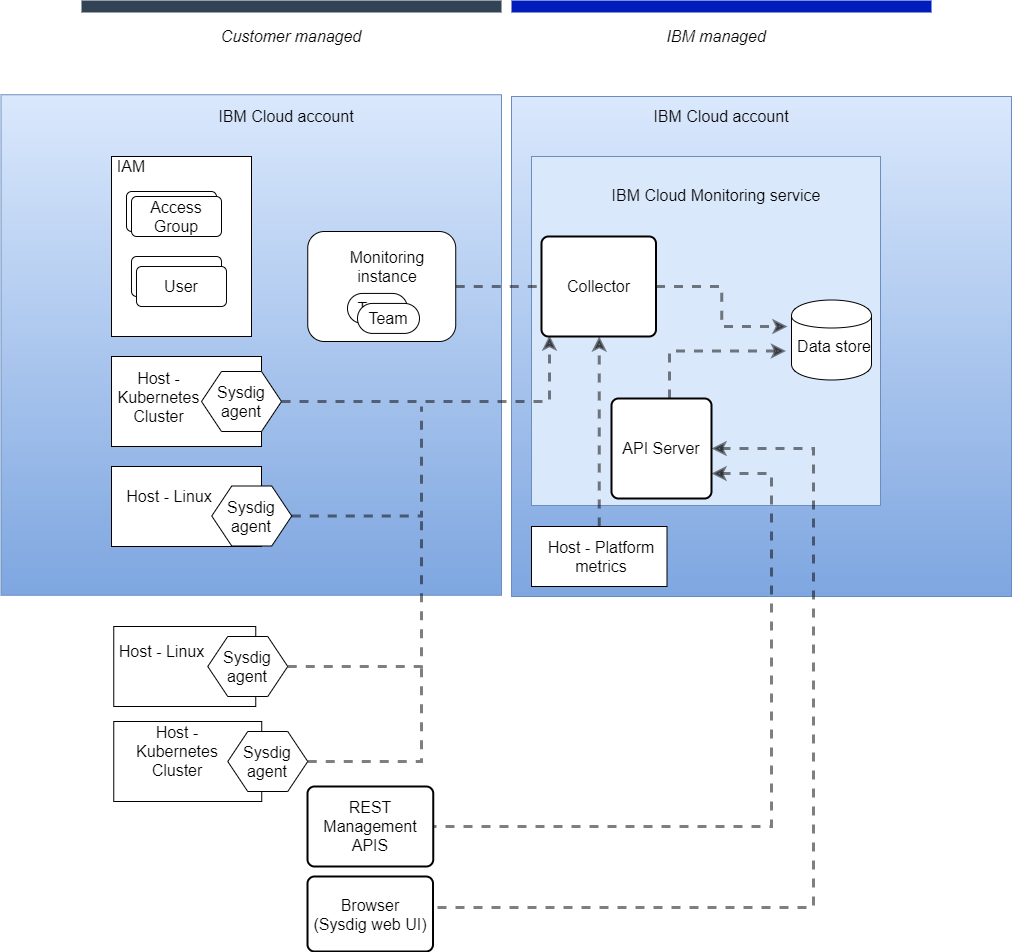 Customer managed
IBM managed
IBM Cloud account
IBM Cloud account
IAM
Access
Group
User
Monitoring
instance
T
Team
IBM Cloud Monitoring service
Collector
Data store
API Server
Host - Platform
metrics
Host -
Kubernetes
Cluster
Sysdig
agent
Host - Linux
Sysdig
agent
Host - Linux
Sysdig
agent
Host -
Kubernetes
Cluster
Sysdig
agent
REST
Management
APIS
Browser
(Sysdig web UI)